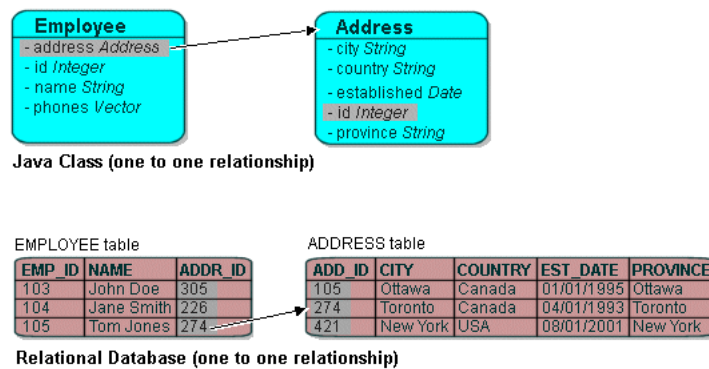 Employee
- address Address
- id Integer
- name String
- phones Vector
Address
- city String
- country String
- established Date
- id Integer
- province String
Java Class (one to one relationship)
EMPLOYEE table
EMP_ID NAME ADDR_ID
103 John Doe 305
104 Jane Smith 226
105 Tom Jones 274
ADDRESS table
ADD_ID CITY COUNTRY EST_DATE PROVINCE
105 Ottawa Canada 01/01/1995 Ottawa
274 Toronto Canada 04/01/1993 Toronto
421 New York USA 08/01/2001 New York
Relational Database (one to one relationship)